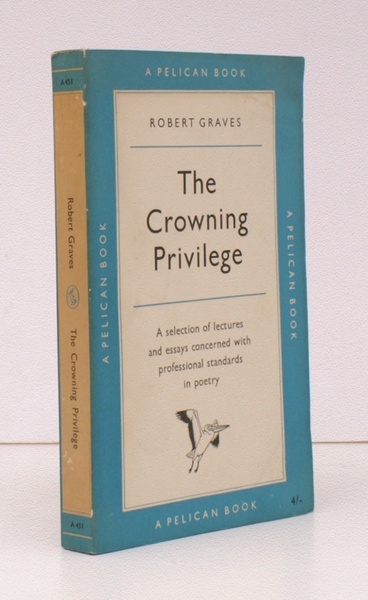 A PELICAN BOOK
ROBERT GRAVES
The
Crowning
Privilege
A selection of lectures
and essays concerned with
professional standards
in poetry
A PELICAN BOOK
A PELICAN BOOK
A PELICAN BOOK
4/-
Robert Graves
The Crowning Privilege